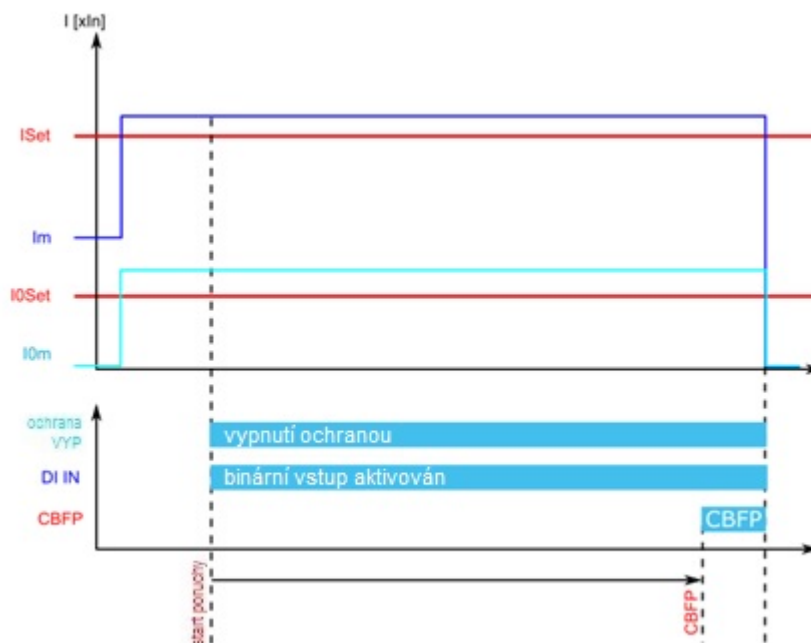 I [xIn]
ISet
Im
I0Set
I0m
ochrana
VYP
vypnutí ochranou
DI IN
binární vstup aktivován
CBFP
CBFP
start poruchy
CBFP